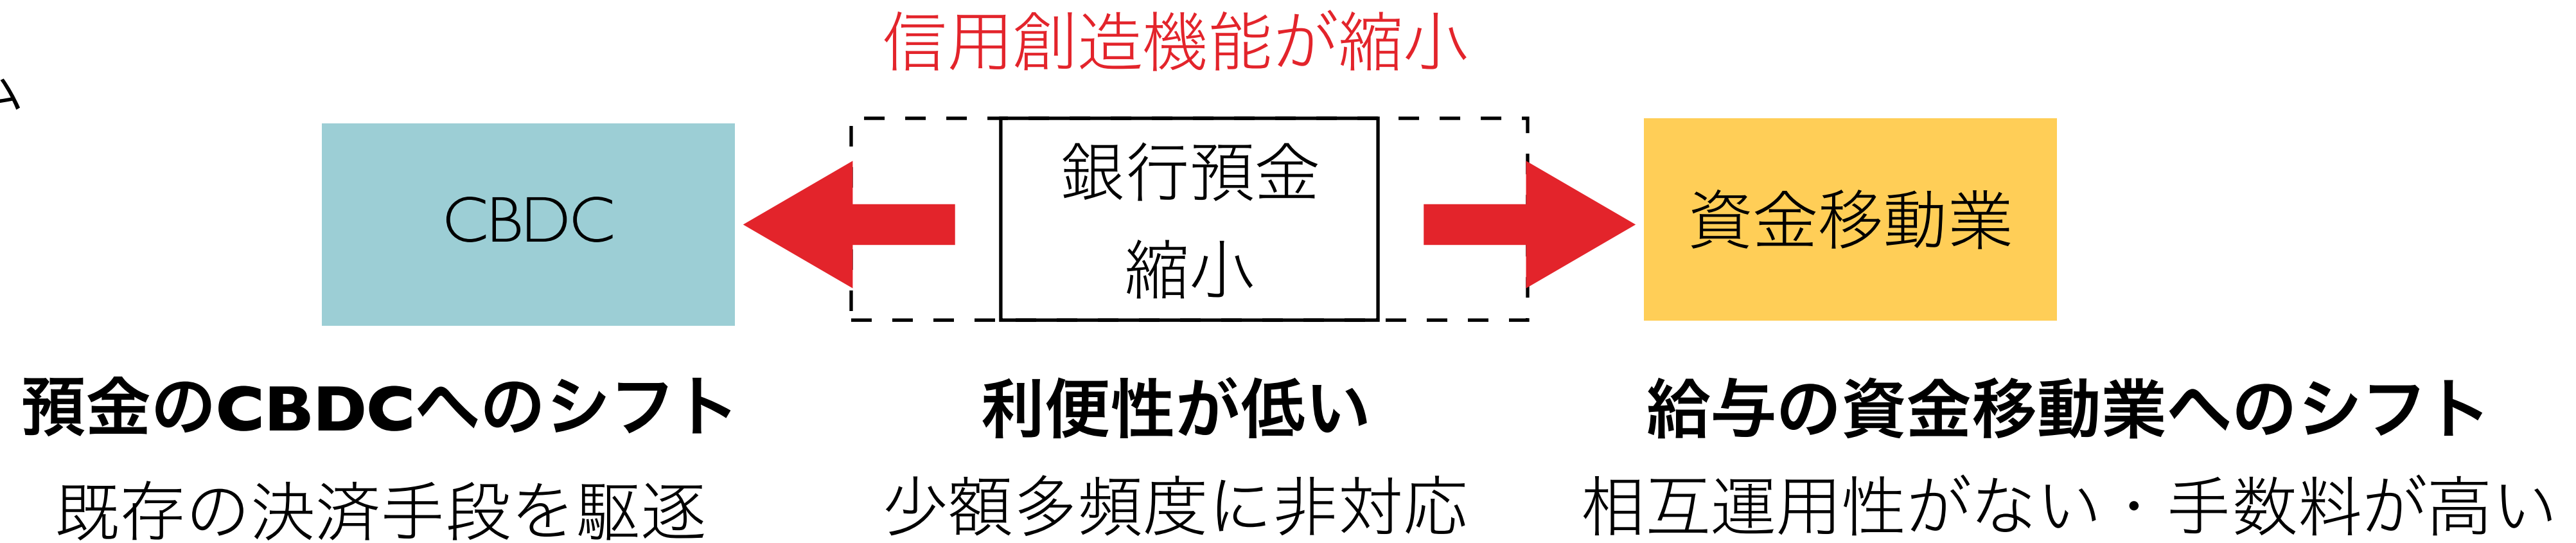 信用創造機能が縮小
ム
CBDC
銀行預金
縮小
資金移動業
預金のCBDCへのシフト
既存の決済手段を駆逐
利便性が低い
少額多頻度に非対応
給与の資金移動業へのシフト
相互運用性がない・手数料が高い